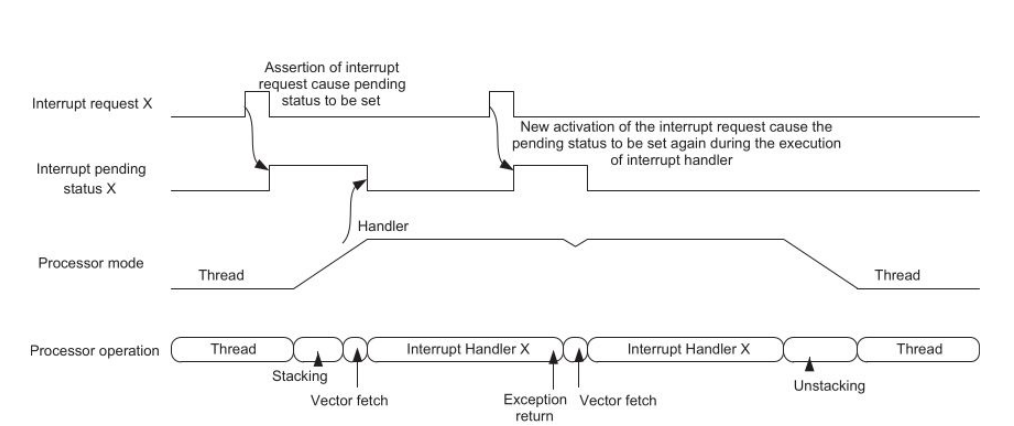 Assertion of interrupt
request cause pending
status to be set
Interrupt request X
New activation of the interrupt request cause the
pending status to be set again during the execution
of interrupt handler
Interrupt pending
status X
Handler
Processor mode
Thread
Thread
Processor operation
Thread
Interrupt Handler X
Interrupt Handler X
Thread
Stacking
Vector fetch
Exception
return
Vector fetch
Unstacking